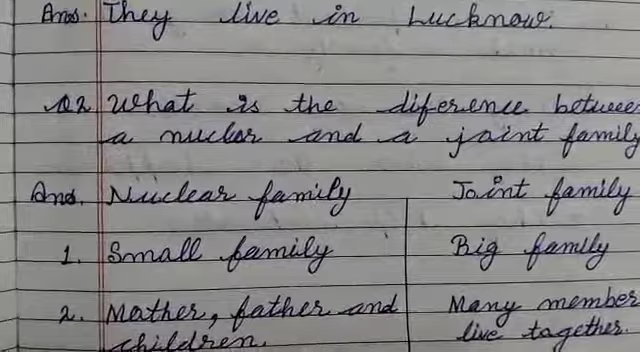 Ans. They live in Lucknow.
Q2 What is the diference between
a nuclar and a joint family
Ans. Nuclear family Joint family
1. Small family Big family
2. Mother, father and Many member
children. live together.